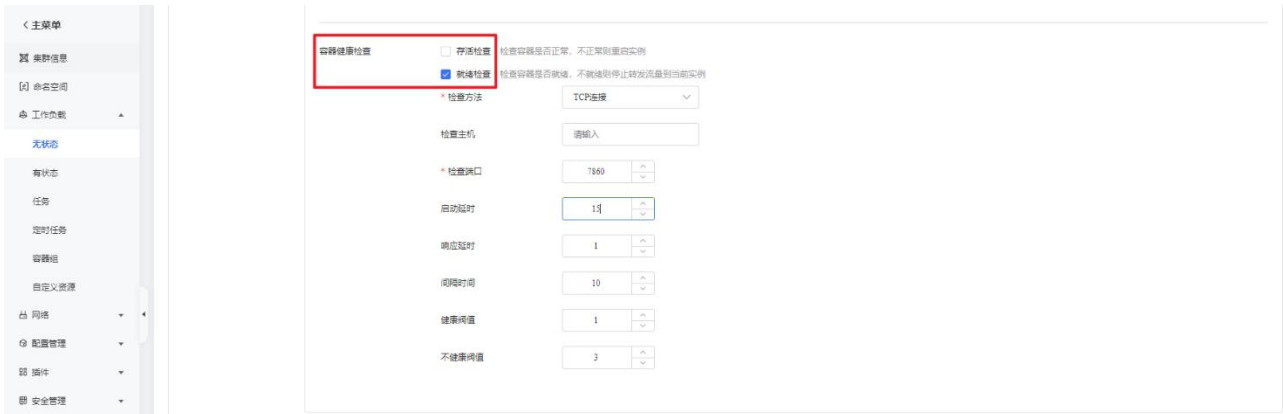 主菜单
集群信息
命名空间
工作负载
无状态
有状态
任务
定时任务
容器组
自定义资源
网络
配置管理
插件
安全管理
容器健康检查
存活检查 检查容器是否正常，不正常则重启实例
就绪检查 检查容器是否就绪，不就绪则停止转发流量到当前实例
* 检查方法 TCP连接
检查主机 请输入
* 检查端口 7860
启动延时 15
响应延时 1
间隔时间 10
健康阀值 1
不健康阀值 3